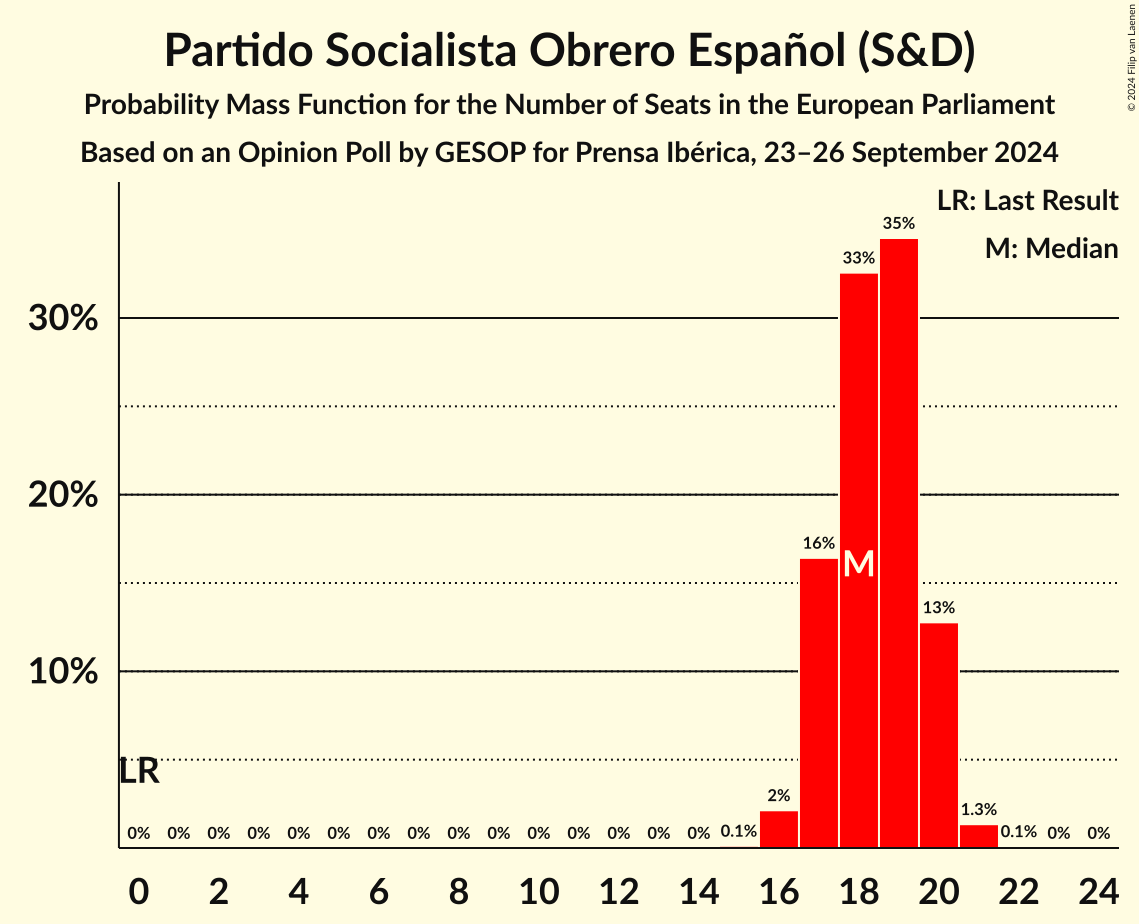 Partido Socialista Obrero Español (S&D)
Probability Mass Function for the Number of Seats in the European Parliament
Based on an Opinion Poll by GESOP for Prensa Ibérica, 23–26 September 2024
© 2024 Filip van Laenen
LR: Last Result
M: Median
35%
33%
30%
20%
16%
M
13%
10%
LR
2%
1.3%
0% 0% 0% 0% 0% 0% 0% 0% 0% 0% 0% 0% 0% 0% 0% 0.1% 0.1% 0% 0%
0 2 4 6 8 10 12 14 16 18 20 22 24